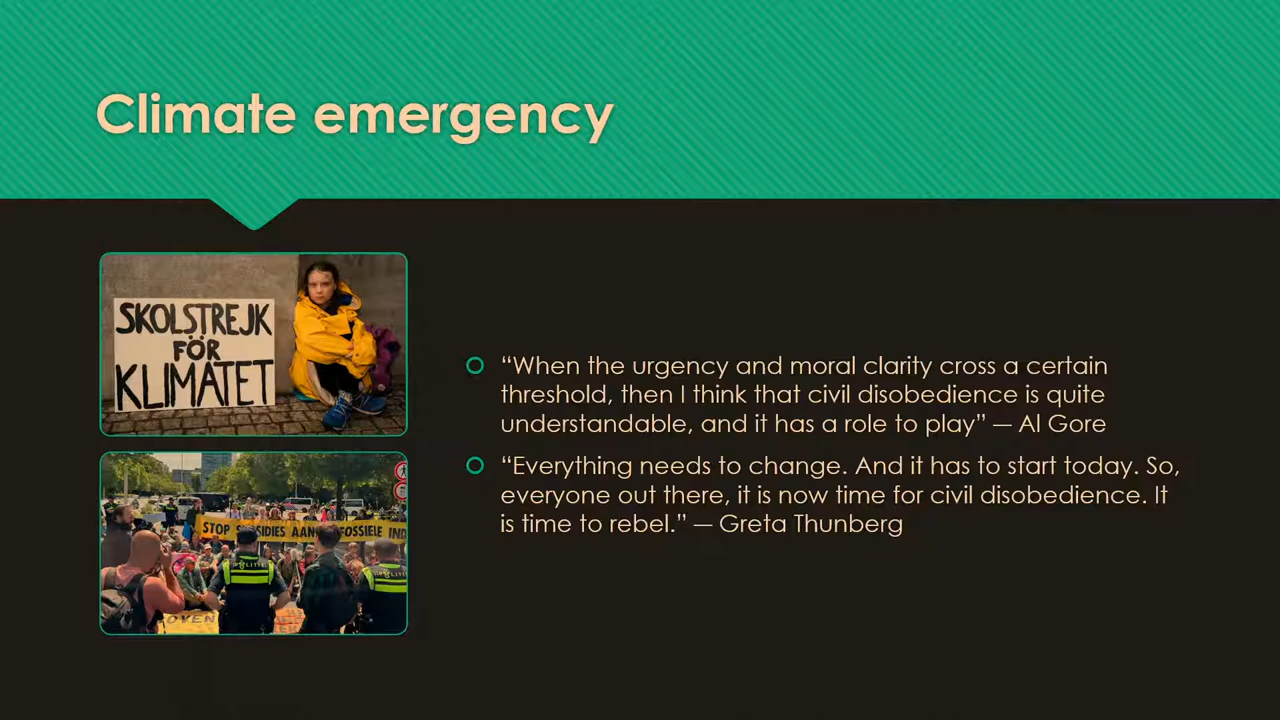 Climate emergency
SKOLSTREJK
FÖR
KLIMATET
STOP SUBSIDIES AAN FOSSIELE IND
POLITIE
OVEN
“When the urgency and moral clarity cross a certain
threshold, then I think that civil disobedience is quite
understandable, and it has a role to play” — Al Gore
“Everything needs to change. And it has to start today. So,
everyone out there, it is now time for civil disobedience. It
is time to rebel.” — Greta Thunberg